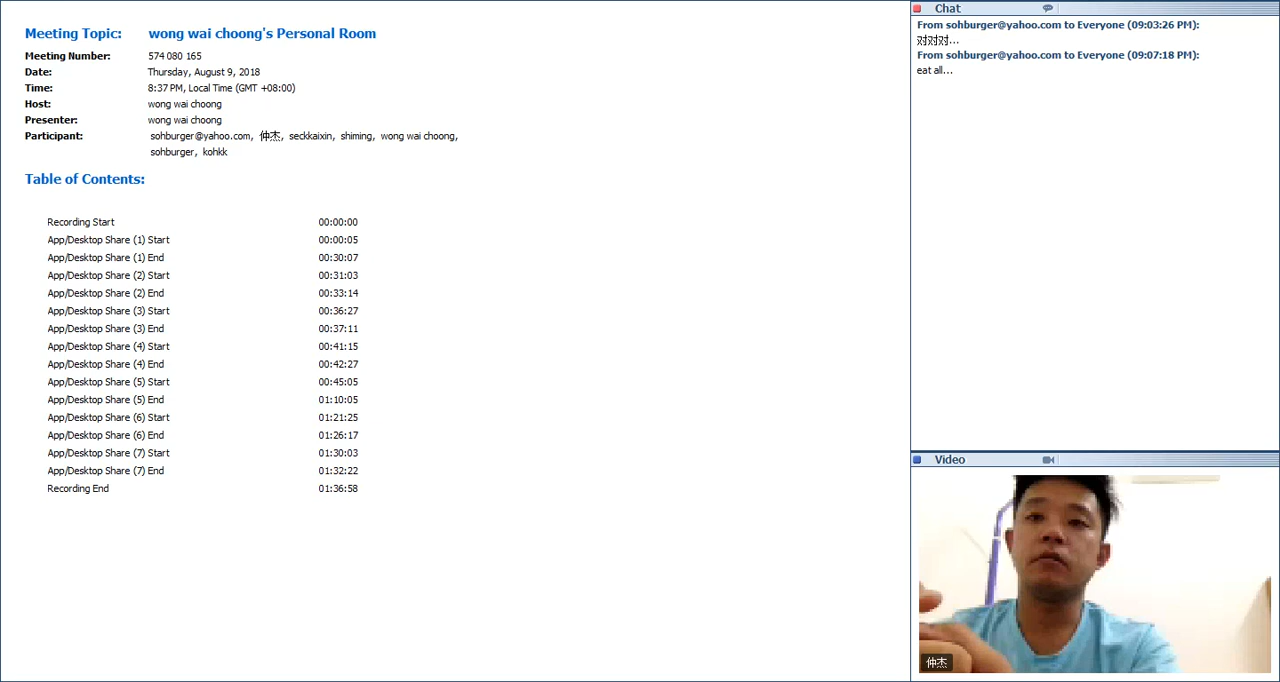 Meeting Topic: wong wai choong's Personal Room
Meeting Number: 574 080 165
Date: Thursday, August 9, 2018
Time: 8:37 PM, Local Time (GMT +08:00)
Host: wong wai choong
Presenter: wong wai choong
Participant: sohburger@yahoo.com, 仲杰, seckkaixin, shiming, wong wai choong,
sohburger, kohkk
Table of Contents:
Recording Start 00:00:00
App/Desktop Share (1) Start 00:00:05
App/Desktop Share (1) End 00:30:07
App/Desktop Share (2) Start 00:31:03
App/Desktop Share (2) End 00:33:14
App/Desktop Share (3) Start 00:36:27
App/Desktop Share (3) End 00:37:11
App/Desktop Share (4) Start 00:41:15
App/Desktop Share (4) End 00:42:27
App/Desktop Share (5) Start 00:45:05
App/Desktop Share (5) End 01:10:05
App/Desktop Share (6) Start 01:21:25
App/Desktop Share (6) End 01:26:17
App/Desktop Share (7) Start 01:30:03
App/Desktop Share (7) End 01:32:22
Recording End 01:36:58
Chat
From sohburger@yahoo.com to Everyone (09:03:26 PM):
对对对...
From sohburger@yahoo.com to Everyone (09:07:18 PM):
eat all...
Video
仲杰